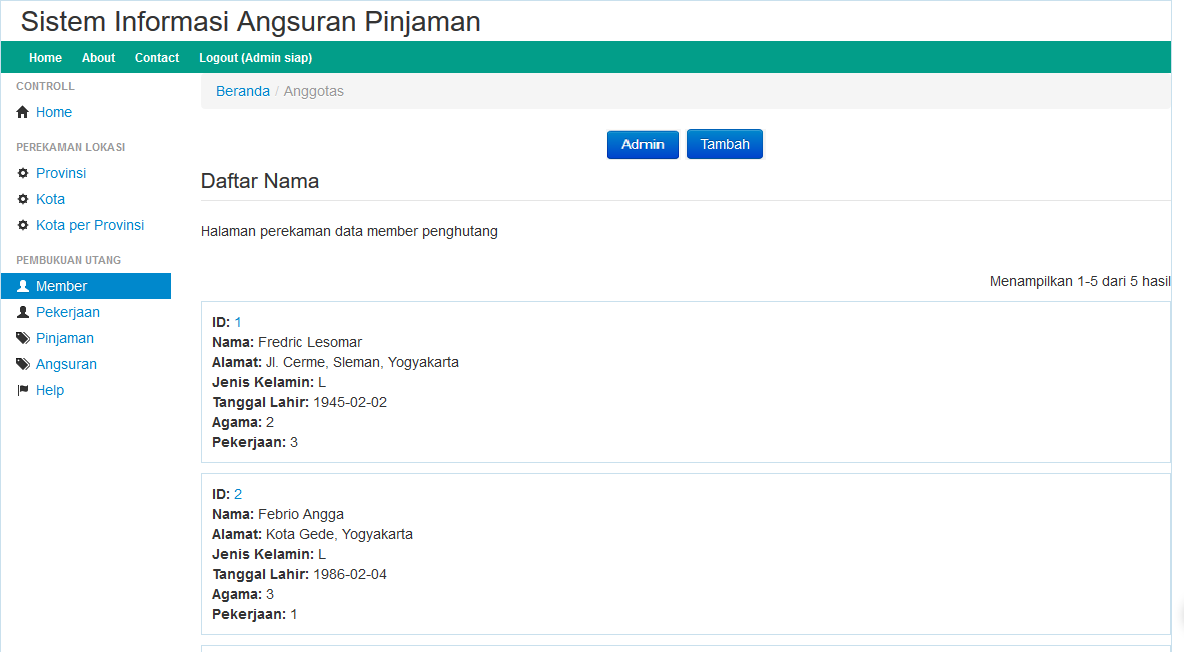 Sistem Informasi Angsuran Pinjaman
Home About Contact Logout (Admin siap)
CONTROLL
Home
PEREKAMAN LOKASI
Provinsi
Kota
Kota per Provinsi
PEMBUKUAN UTANG
Member
Pekerjaan
Pinjaman
Angsuran
Help
Beranda / Anggotas
Admin Tambah
Daftar Nama
Halaman perekaman data member penghutang
Menampilkan 1-5 dari 5 hasil
ID: 1
Nama: Fredric Lesomar
Alamat: Jl. Cerme, Sleman, Yogyakarta
Jenis Kelamin: L
Tanggal Lahir: 1945-02-02
Agama: 2
Pekerjaan: 3
ID: 2
Nama: Febrio Angga
Alamat: Kota Gede, Yogyakarta
Jenis Kelamin: L
Tanggal Lahir: 1986-02-04
Agama: 3
Pekerjaan: 1